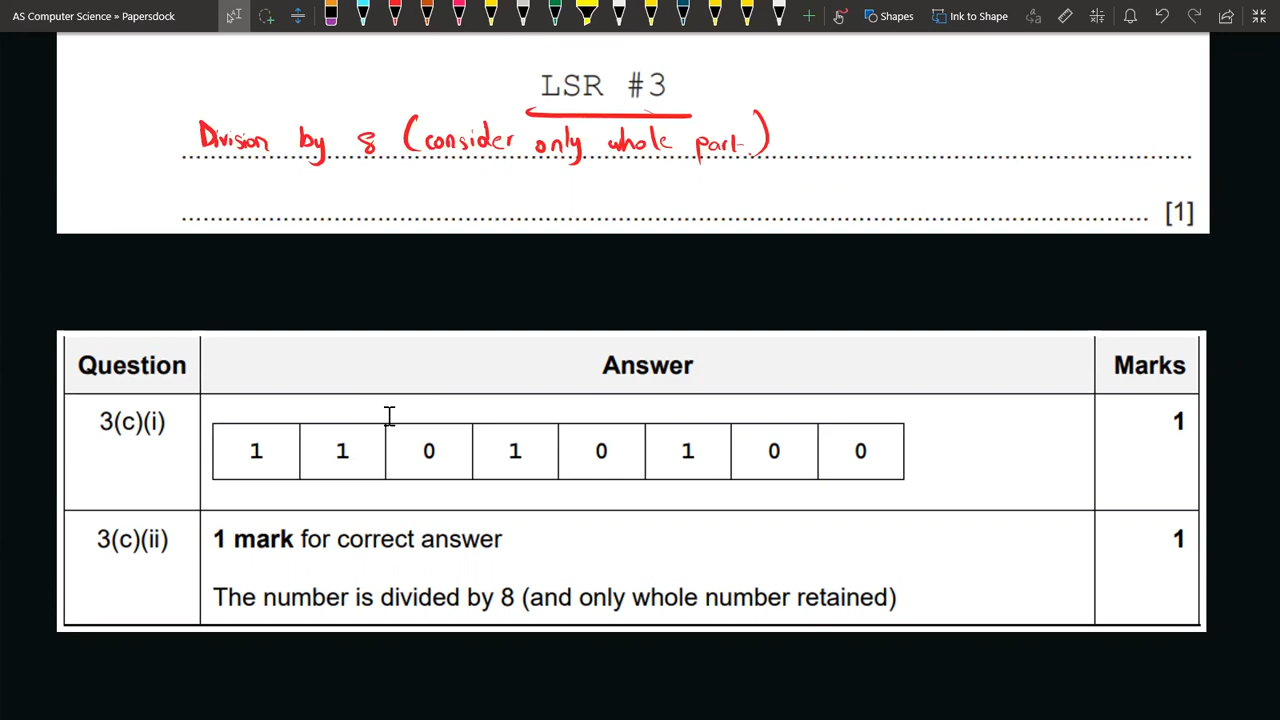 AS Computer Science » Papersdock
Shapes
Ink to Shape
LSR #3
Division by 8 (consider only whole part.)
[1]
Question Answer Marks
3(c)(i) 1 1 0 1 0 1 0 0 1
3(c)(ii) 1 mark for correct answer 1
The number is divided by 8 (and only whole number retained)